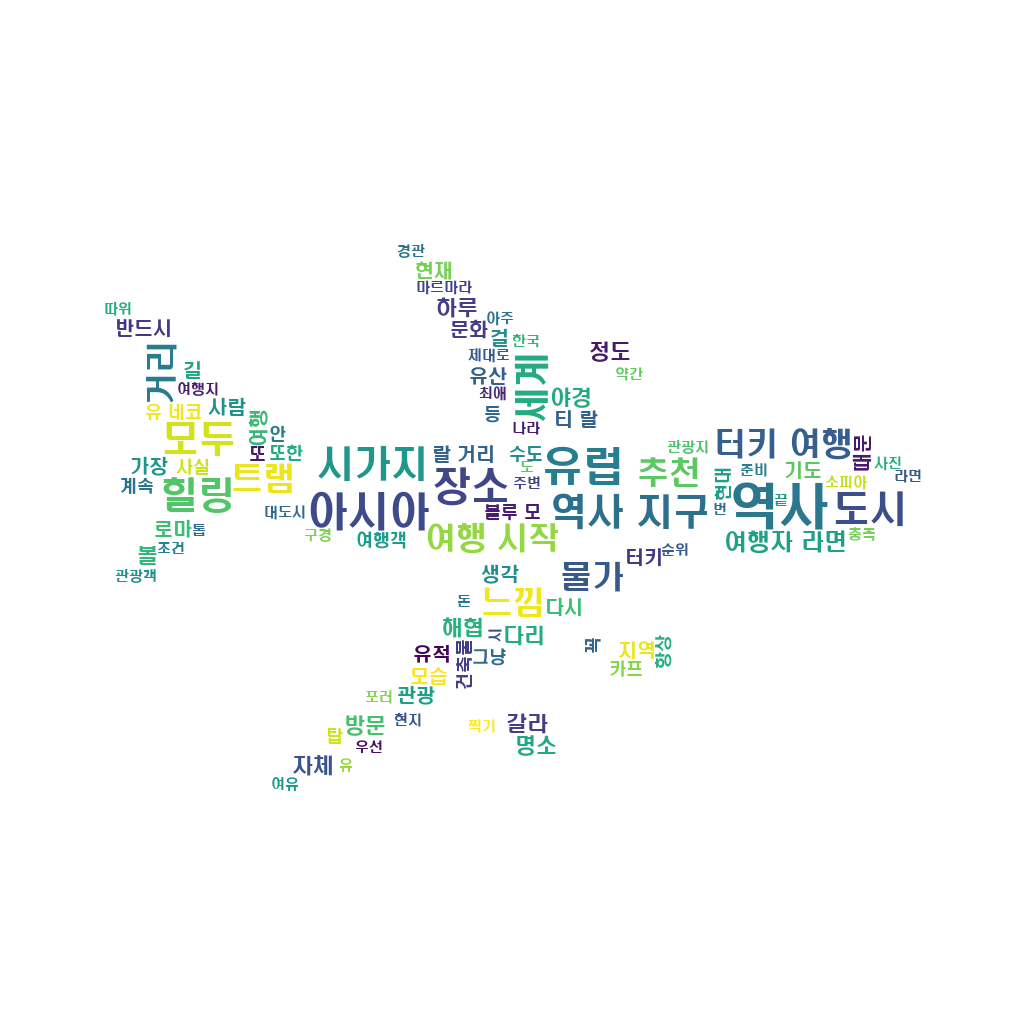 경관
현재
마르마라
따위
하루
아주
반드시
문화
걸
한국
거리
제대로
정도
길
유산
세계
약간
여행지
최애
야경
유 네코
사람
등
티 랄
여행
나라
모두
안
터키 여행
문
또
또한
시가지
랄 거리
수도
유럽
관광지
가장
사실
트램
도
추천
현대
준비
기도
톱
사진
계속
힐링
장소
주변
소피아
라면
대도시
아시아
블루 모
역사 지구
번
역사
끝
도시
로마
톱
구경
여행객
여행 시작
여행자 라면
충족
볼
조건
터키
순위
관광객
생각
물가
돈
느낌
다시
해협
시
다리
꽉
지역
항상
유적
건축물
그냥
카프
모습
포러
관광
방문
현지
찍기
갈라
탑
우선
명소
자체
유
여유